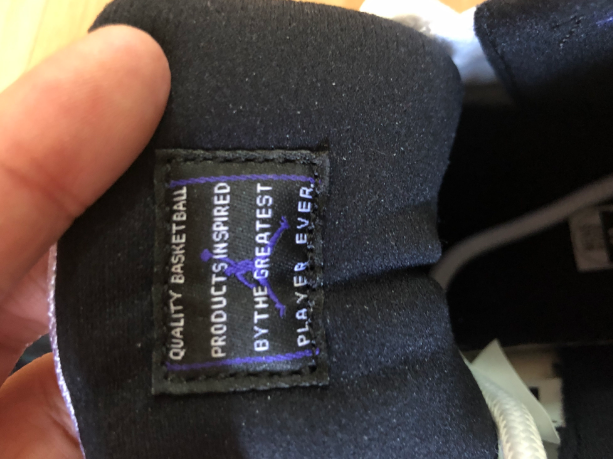 QUALITY BASKETBALL
PRODUCTS INSPIRED
BY THE GREATEST
PLAYER EVER.